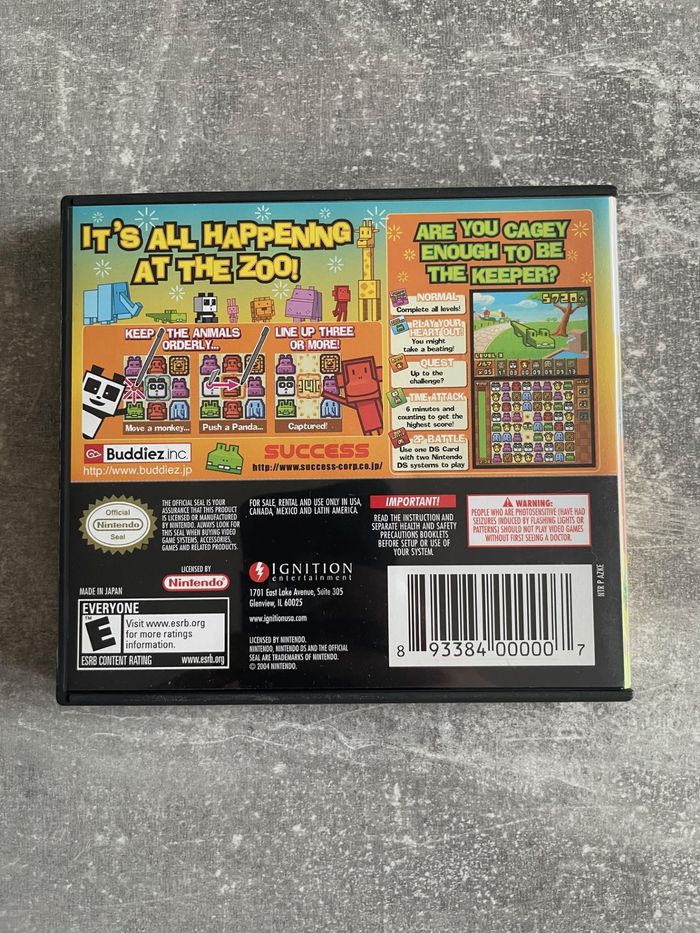 IT'S ALL HAPPENING
AT THE ZOO!
KEEP THE ANIMALS
ORDERLY...
LINE UP THREE
OR MORE!
Move a monkey...
Push a Panda...
Captured!
Buddiez inc.
http://www.buddiez.jp
SUCCESS
http://www.success-corp.co.jp/
ARE YOU CAGEY
ENOUGH TO BE
THE KEEPER?
NORMAL
Complete all levels!
PLAY YOUR
HEART OUT
You might
take a beating!
QUEST
Up to the
challenge?
TIME ATTACK
6 minutes and
counting to get the
highest score!
2P BATTLE
Use one DS Card
with two Nintendo
DS systems to play
LEVEL 3
Official
Nintendo
Seal
THE OFFICIAL SEAL IS YOUR
ASSURANCE THAT THIS PRODUCT
IS LICENSED OR MANUFACTURED
BY NINTENDO. ALWAYS LOOK FOR
THIS SEAL WHEN BUYING VIDEO
GAME SYSTEMS, ACCESSORIES,
GAMES AND RELATED PRODUCTS.
LICENSED BY
Nintendo
MADE IN JAPAN
EVERYONE
E
Visit www.esrb.org
for more ratings
information.
ESRB CONTENT RATING www.esrb.org
FOR SALE, RENTAL AND USE ONLY IN USA,
CANADA, MEXICO AND LATIN AMERICA.
IGNITION
entertainment
1701 East Lake Avenue, Suite 305
Glenview, IL 60025
www.ignitionusa.com
LICENSED BY NINTENDO.
NINTENDO, NINTENDO DS AND THE OFFICIAL
SEAL ARE TRADEMARKS OF NINTENDO.
© 2004 NINTENDO.
IMPORTANT!
READ THE INSTRUCTION AND
SEPARATE HEALTH AND SAFETY
PRECAUTIONS BOOKLETS
BEFORE SETUP OR USE OF
YOUR SYSTEM.
WARNING:
PEOPLE WHO ARE PHOTOSENSITIVE (HAVE HAD
SEIZURES INDUCED BY FLASHING LIGHTS OR
PATTERNS) SHOULD NOT PLAY VIDEO GAMES
WITHOUT FIRST SEEING A DOCTOR.
8 93384 00000 7
NTR P AZKE